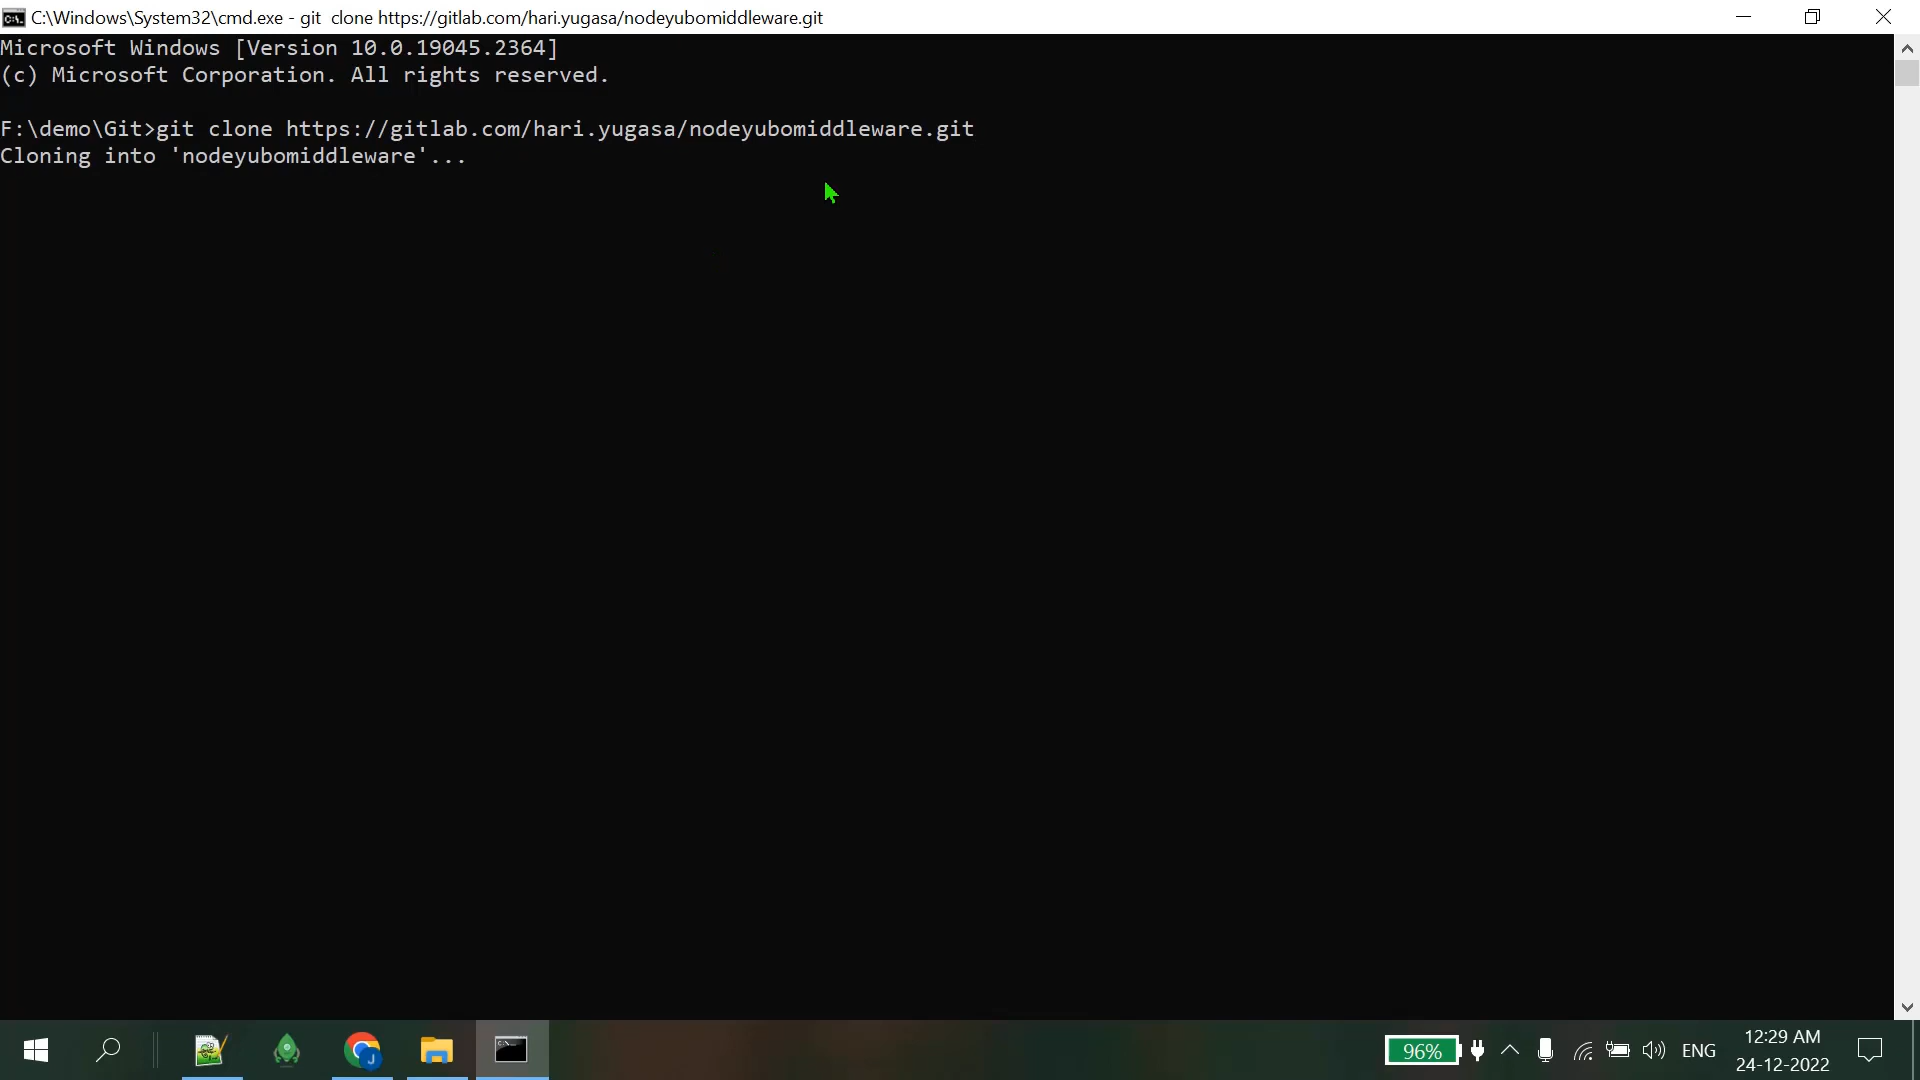 C:\Windows\System32\cmd.exe - git  clone https://gitlab.com/hari.yugasa/nodeyubomiddleware.git
Microsoft Windows [Version 10.0.19045.2364]
(c) Microsoft Corporation. All rights reserved.
F:\demo\Git>git clone https://gitlab.com/hari.yugasa/nodeyubomiddleware.git
Cloning into 'nodeyubomiddleware'...
96%
ENG
12:29 AM
24-12-2022